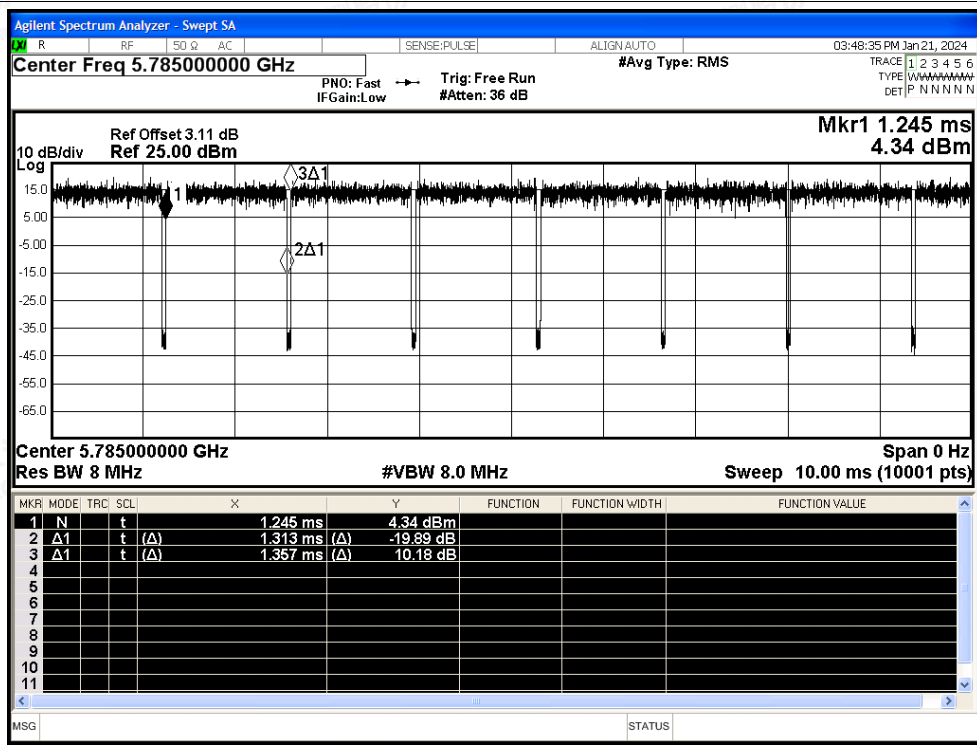 Agilent Spectrum Analyzer - Swept SA
LXI R RF 50 Ω AC SENSE:PULSE ALIGN AUTO 03:48:35 PM Jan 21, 2024
Center Freq 5.785000000 GHz #Avg Type: RMS TRACE 1 2 3 4 5 6
PNO: Fast Trig: Free Run TYPE WWWWWW
IFGain:Low #Atten: 36 dB DET P N N N N N
Mkr1 1.245 ms
Ref Offset 3.11 dB
10 dB/div Ref 25.00 dBm 4.34 dBm
Log
3Δ1
15.0
1
5.00
2Δ1
-5.00
-15.0
-25.0
-35.0
-45.0
-55.0
-65.0
Center 5.785000000 GHz Span 0 Hz
Res BW 8 MHz #VBW 8.0 MHz Sweep 10.00 ms (10001 pts)
MKR MODE TRC SCL X Y FUNCTION FUNCTION WIDTH FUNCTION VALUE
1 N t 1.245 ms 4.34 dBm
2 Δ1 t (Δ) 1.313 ms (Δ) -19.89 dB
3 Δ1 t (Δ) 1.357 ms (Δ) 10.18 dB
4
5
6
7
8
9
10
11
MSG STATUS